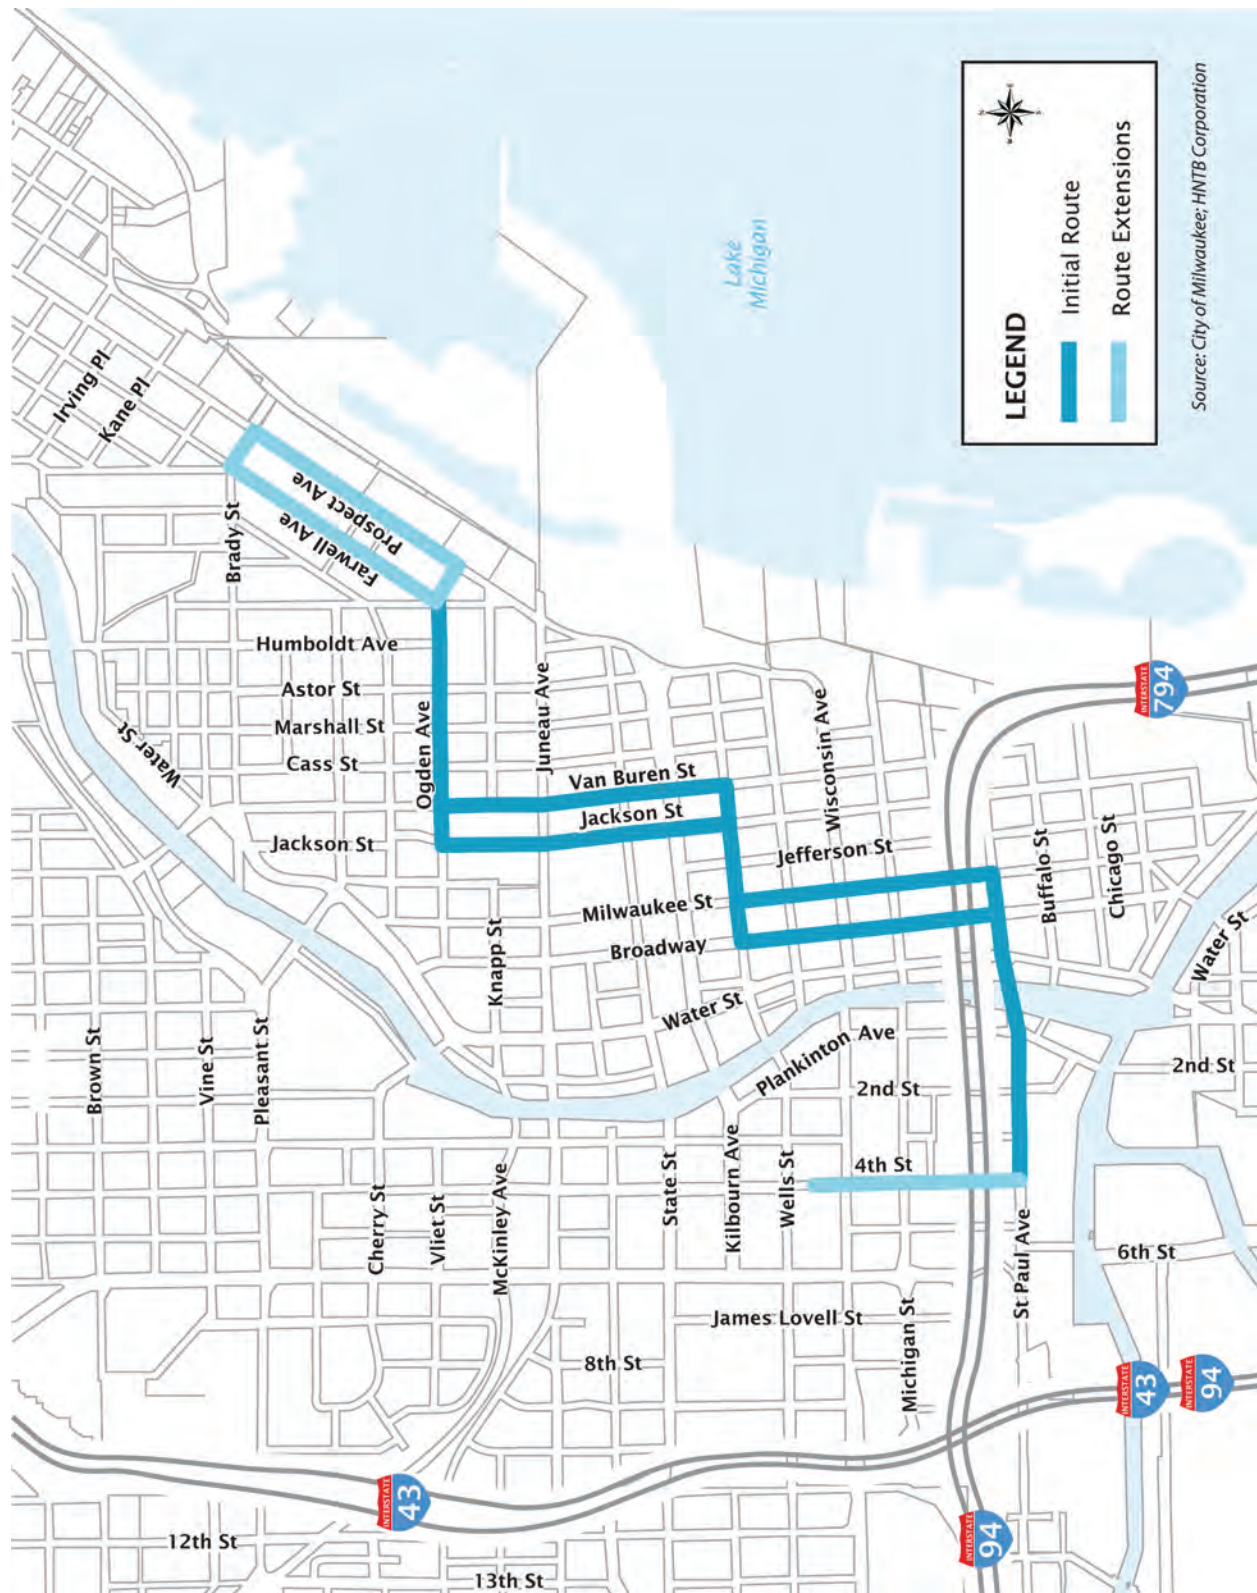 Irving Pl
Kane Pl
Brady St
Prospect Ave
Farwell Ave
Humboldt Ave
Astor St
Marshall St
Cass St
Jackson St
Water St
Ogden Ave
Juneau Ave
Van Buren St
Jackson St
Wisconsin Ave
Jefferson St
Milwaukee St
Broadway
Knapp St
Water St
Buffalo St
Chicago St
Water St
Brown St
Vine St
Pleasant St
Plankinton Ave
2nd St
2nd St
4th St
Cherry St
Vliet St
McKinley Ave
State St
Kilbourn Ave
Wells St
St Paul Ave
6th St
James Lovell St
Michigan St
8th St
12th St
13th St
INTERSTATE
43
INTERSTATE
94
INTERSTATE
43
INTERSTATE
94
INTERSTATE
794
Lake
Michigan
LEGEND
Initial Route
Route Extensions
Source: City of Milwaukee; HNTB Corporation